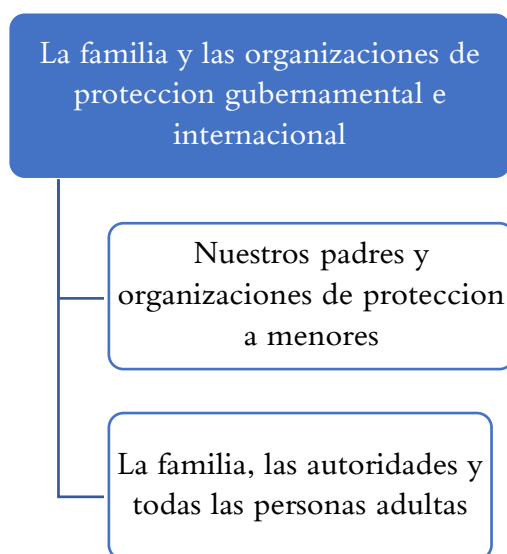 La familia y las organizaciones de
proteccion gubernamental e
internacional
Nuestros padres y
organizaciones de proteccion
a menores
La familia, las autoridades y
todas las personas adultas